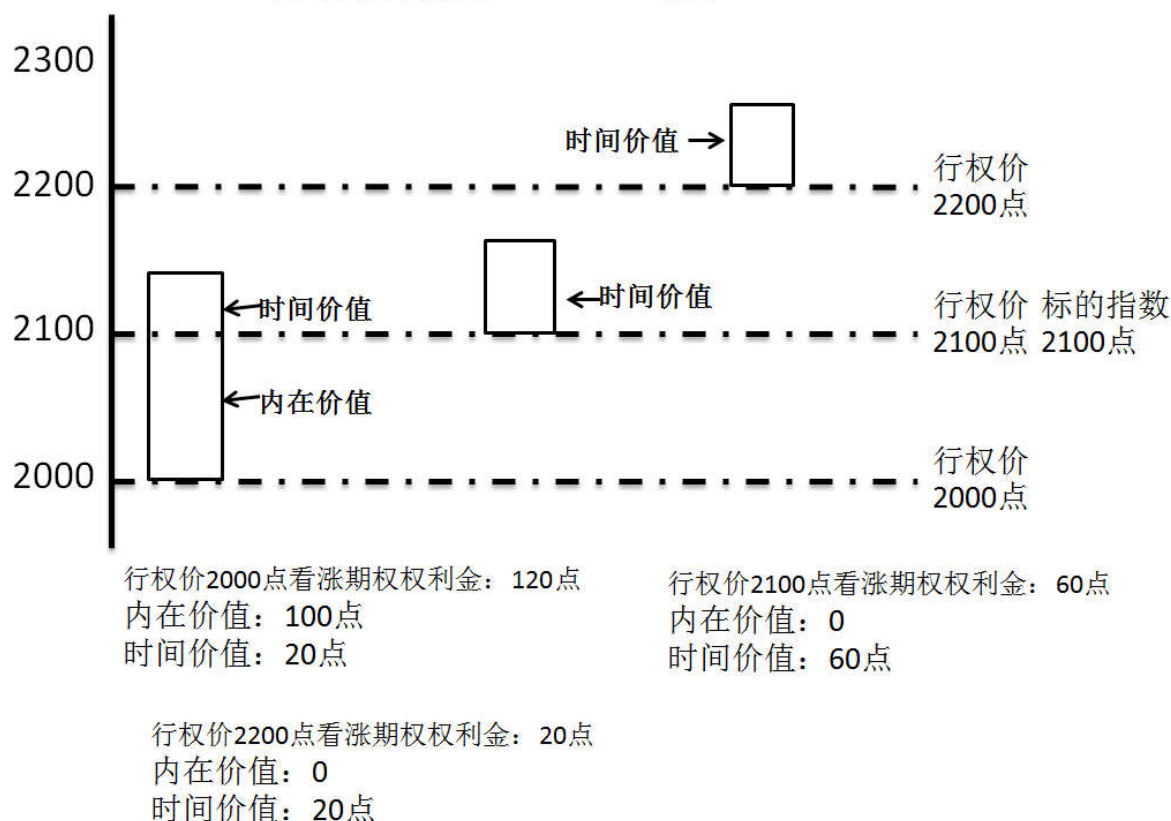 2300
时间价值
行权价
2200
2200点
时间价值
时间价值
行权价 标的指数
2100
2100点 2100点
内在价值
行权价
2000
2000点
行权价2000点看涨期权权利金：120点
内在价值：100点
时间价值：20点
行权价2100点看涨期权权利金：60点
内在价值：0
时间价值：60点
行权价2200点看涨期权权利金：20点
内在价值：0
时间价值：20点